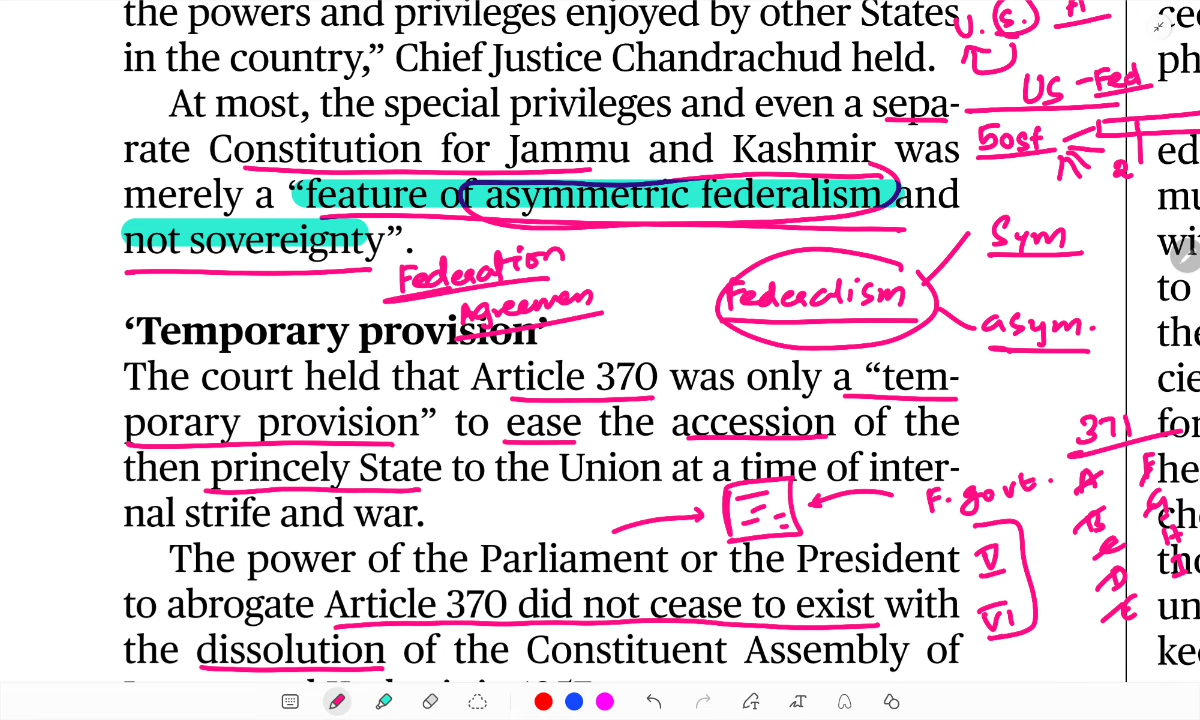 the powers and privileges enjoyed by other States
in the country,” Chief Justice Chandrachud held.
At most, the special privileges and even a sepa-
rate Constitution for Jammu and Kashmir was
merely a “feature of asymmetric federalism and
not sovereignty”.
Federation
Agreemen
‘Temporary provision’
The court held that Article 370 was only a “tem-
porary provision” to ease the accession of the
then princely State to the Union at a time of inter-
nal strife and war.
The power of the Parliament or the President
to abrogate Article 370 did not cease to exist with
the dissolution of the Constituent Assembly of
U. S.
US - Fed
50st
2
Federalism
Sym
asym.
371
A F
B G
C H
D I
E
F. govt.
V
VI
ph
ed
mu
wi
to
the
cie
for
he
che
tho
un
ke